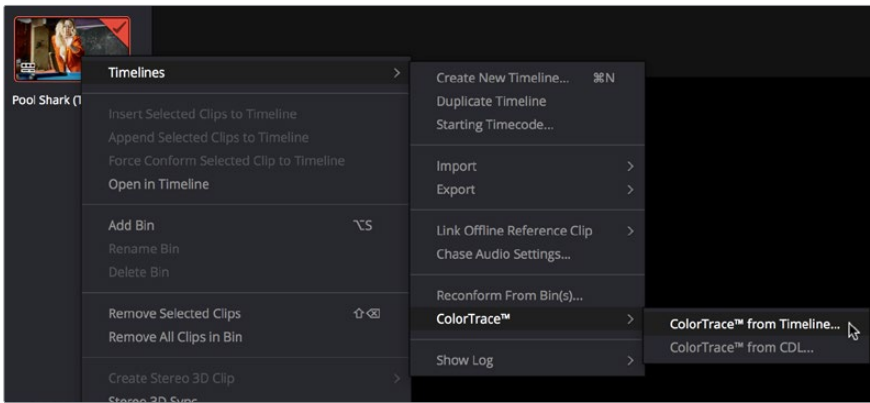 Pool Shark (T
Timelines >
Insert Selected Clips to Timeline
Append Selected Clips to Timeline
Force Conform Selected Clip to Timeline
Open in Timeline
Add Bin ⌥S
Rename Bin
Delete Bin
Remove Selected Clips ⇧⌫
Remove All Clips in Bin
Create Stereo 3D Clip >
Stereo 3D Sync
Create New Timeline... ⌘N
Duplicate Timeline
Starting Timecode...
Import >
Export >
Link Offline Reference Clip >
Chase Audio Settings...
Reconform From Bin(s)...
ColorTrace™ >
Show Log >
ColorTrace™ from Timeline...
ColorTrace™ from CDL...